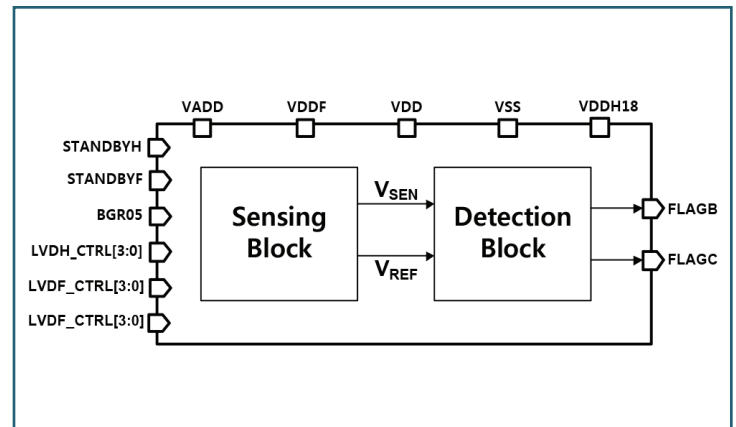 VADD VDDF VDD VSS VDDH18
STANDBYH
STANDBYF
BGR05
LVDH_CTRL[3:0]
LVDF_CTRL[3:0]
LVDF_CTRL[3:0]
Sensing
Block
VSEN
VREF
Detection
Block
FLAGB
FLAGC